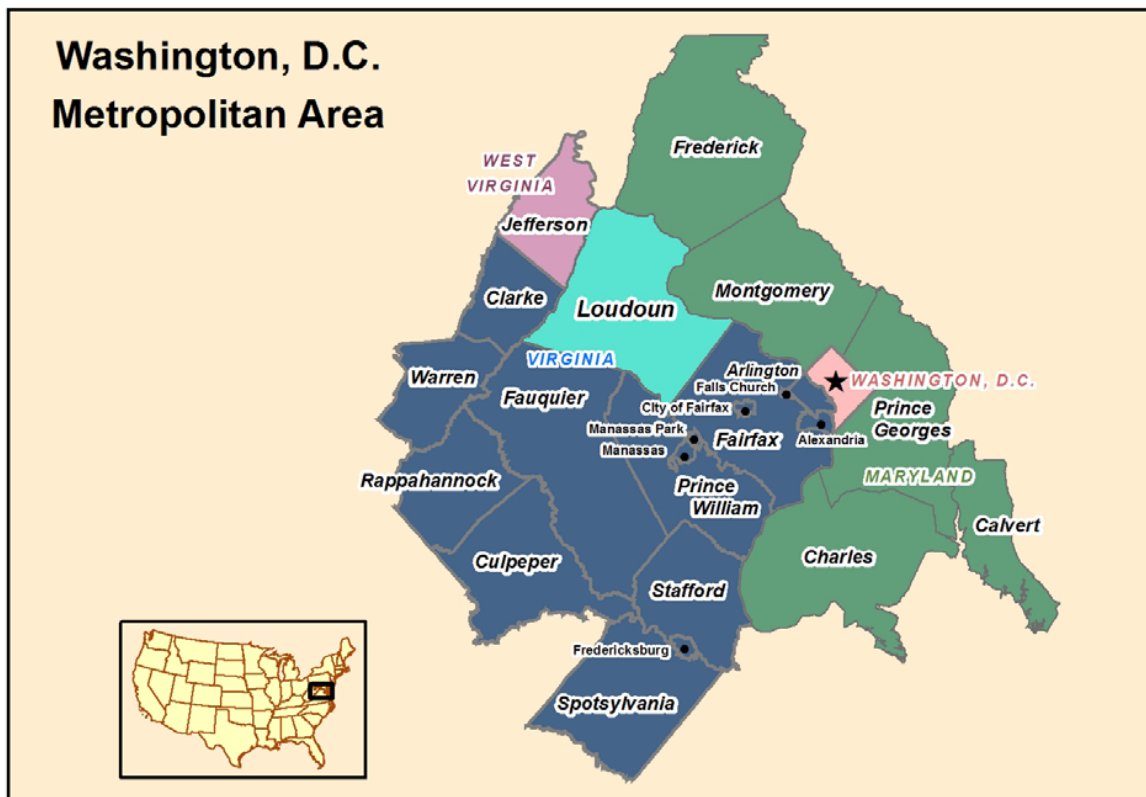 Washington, D.C.
Metropolitan Area
Frederick
WEST
VIRGINIA
Jefferson
Clarke
Loudoun
Montgomery
VIRGINIA
Warren
Fauquier
Arlington
Falls Church
WASHINGTON, D.C.
City of Fairfax
Prince
Georges
Manassas Park
Fairfax
Alexandria
Manassas
Rappahannock
Prince
William
MARYLAND
Calvert
Culpeper
Charles
Stafford
Fredericksburg
Spotsylvania